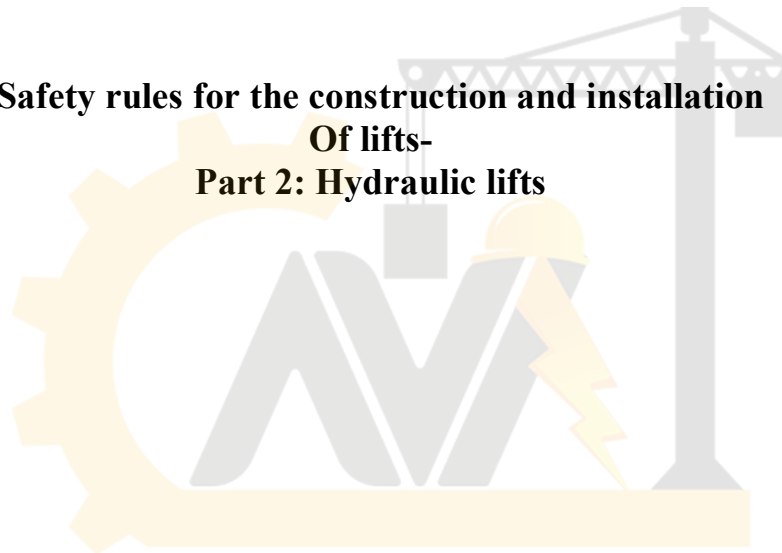 Safety rules for the construction and installation
Of lifts-
Part 2: Hydraulic lifts